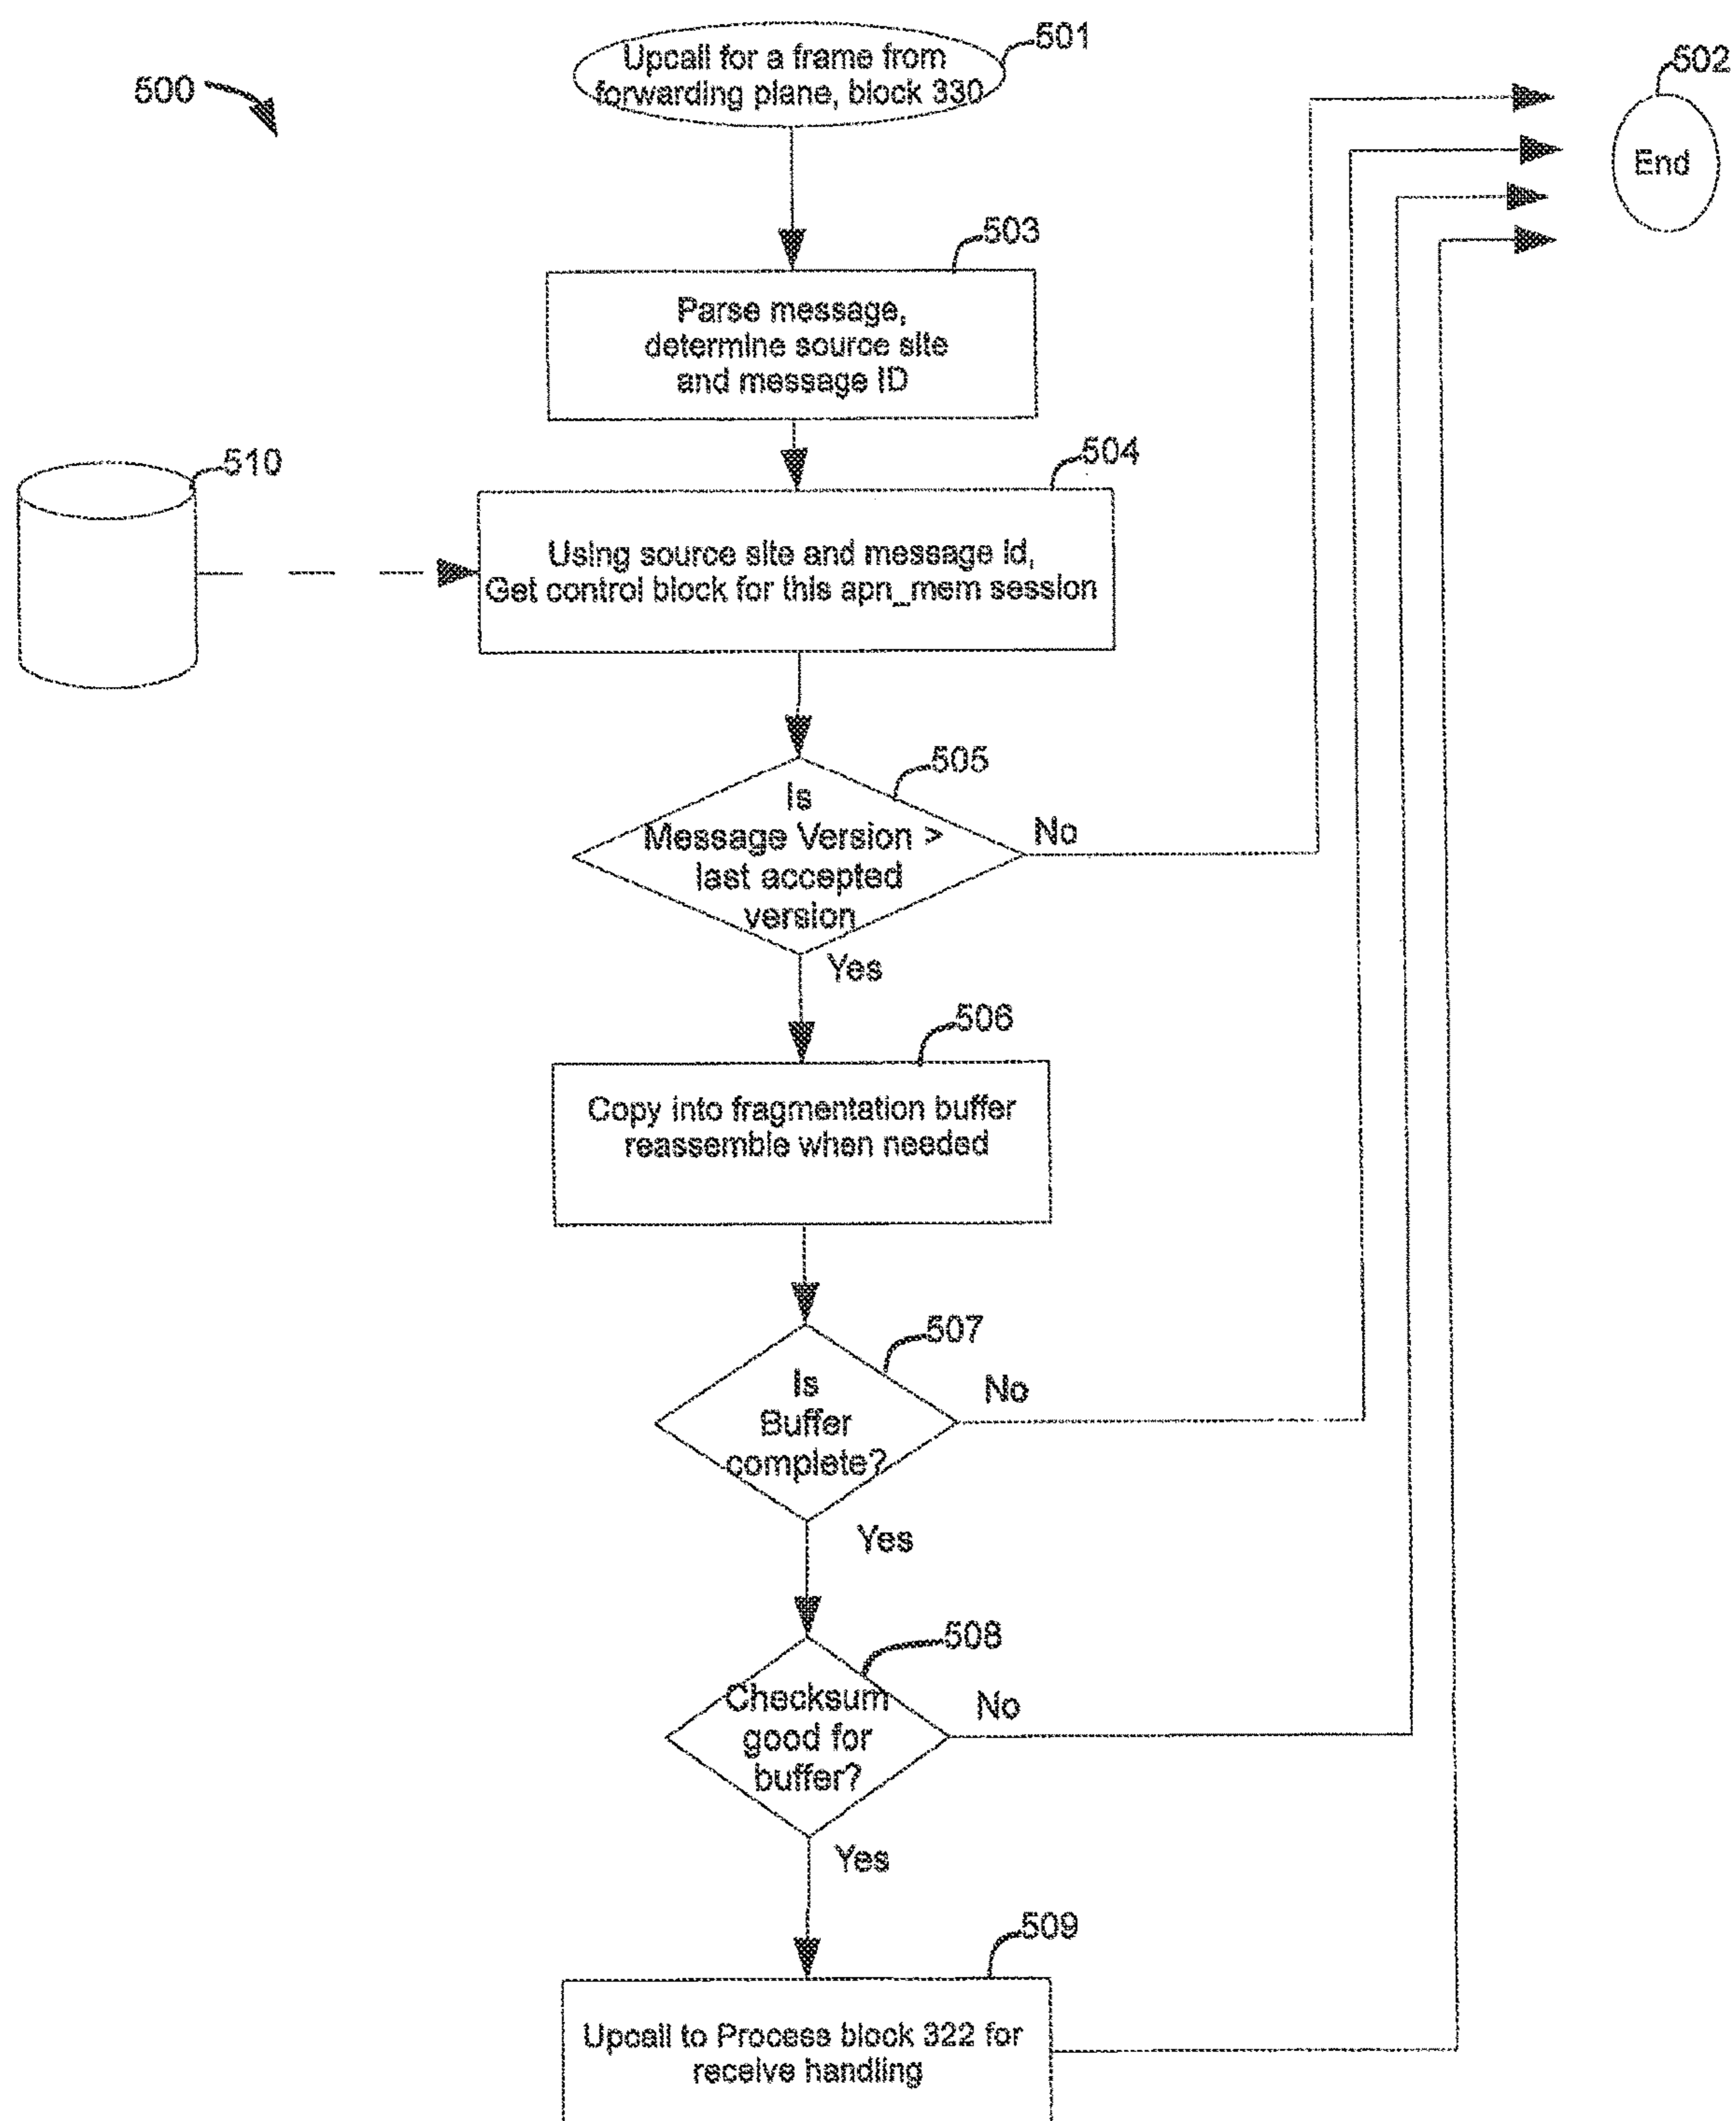 500
Upcall for a frame from
forwarding plane, block 330
501
502
End
503
Parse message,
determine source site
and message ID
510
504
Using source site and message id,
Get control block for this apn_mem session
505
Is
Message Version >
last accepted
version
No
Yes
506
Copy into fragmentation buffer
reassemble when needed
507
Is
Buffer
complete?
No
Yes
508
Checksum
good for
buffer?
No
Yes
509
Upcall to Process block 322 for
receive handling